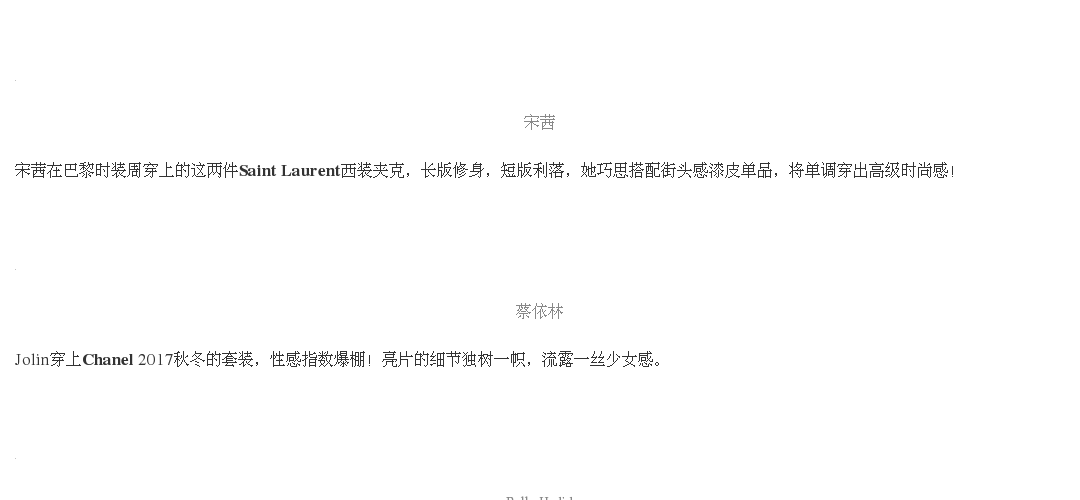 宋茜
宋茜在巴黎时装周穿上的这两件Saint Laurent西装夹克，长版修身，短版利落，她巧思搭配街头感漆皮单品，将单调穿出高级时尚感！
蔡依林
Jolin穿上Chanel 2017秋冬的套装，性感指数爆棚！亮片的细节独树一帜，流露一丝少女感。